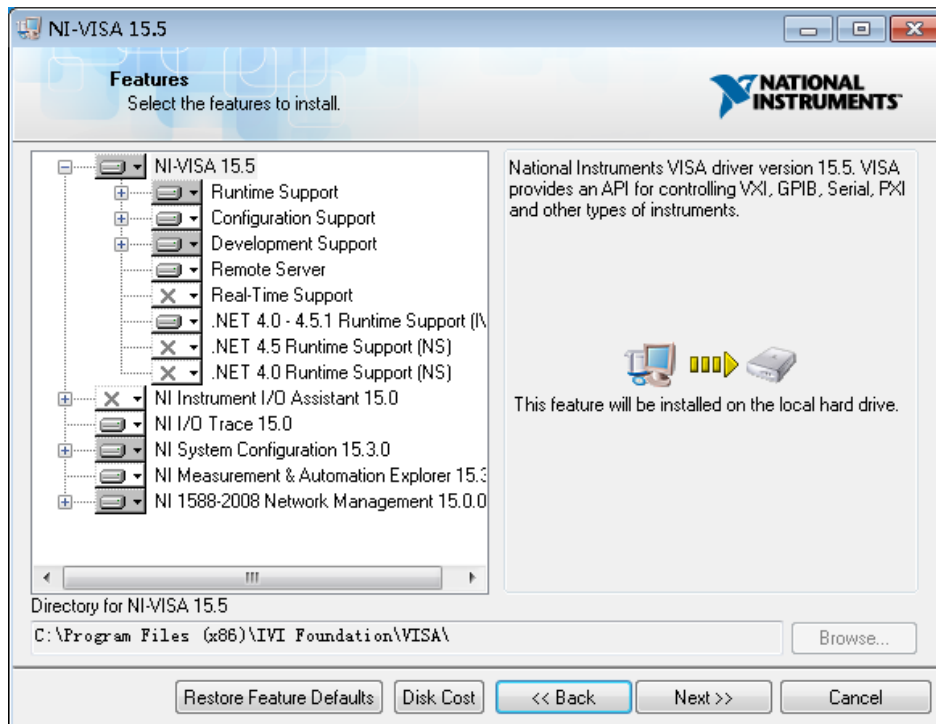 NI-VISA 15.5
Features
Select the features to install.
NATIONAL
INSTRUMENTS
NI-VISA 15.5
Runtime Support
Configuration Support
Development Support
Remote Server
Real-Time Support
.NET 4.0 - 4.5.1 Runtime Support (I\
.NET 4.5 Runtime Support (NS)
.NET 4.0 Runtime Support (NS)
NI Instrument I/O Assistant 15.0
NI I/O Trace 15.0
NI System Configuration 15.3.0
NI Measurement & Automation Explorer 15.3
NI 1588-2008 Network Management 15.0.0
National Instruments VISA driver version 15.5. VISA
provides an API for controlling VXI, GPIB, Serial, PXI
and other types of instruments.
This feature will be installed on the local hard drive.
Directory for NI-VISA 15.5
C:\Program Files (x86)\IVI Foundation\VISA\
Browse...
Restore Feature Defaults
Disk Cost
<< Back
Next >>
Cancel